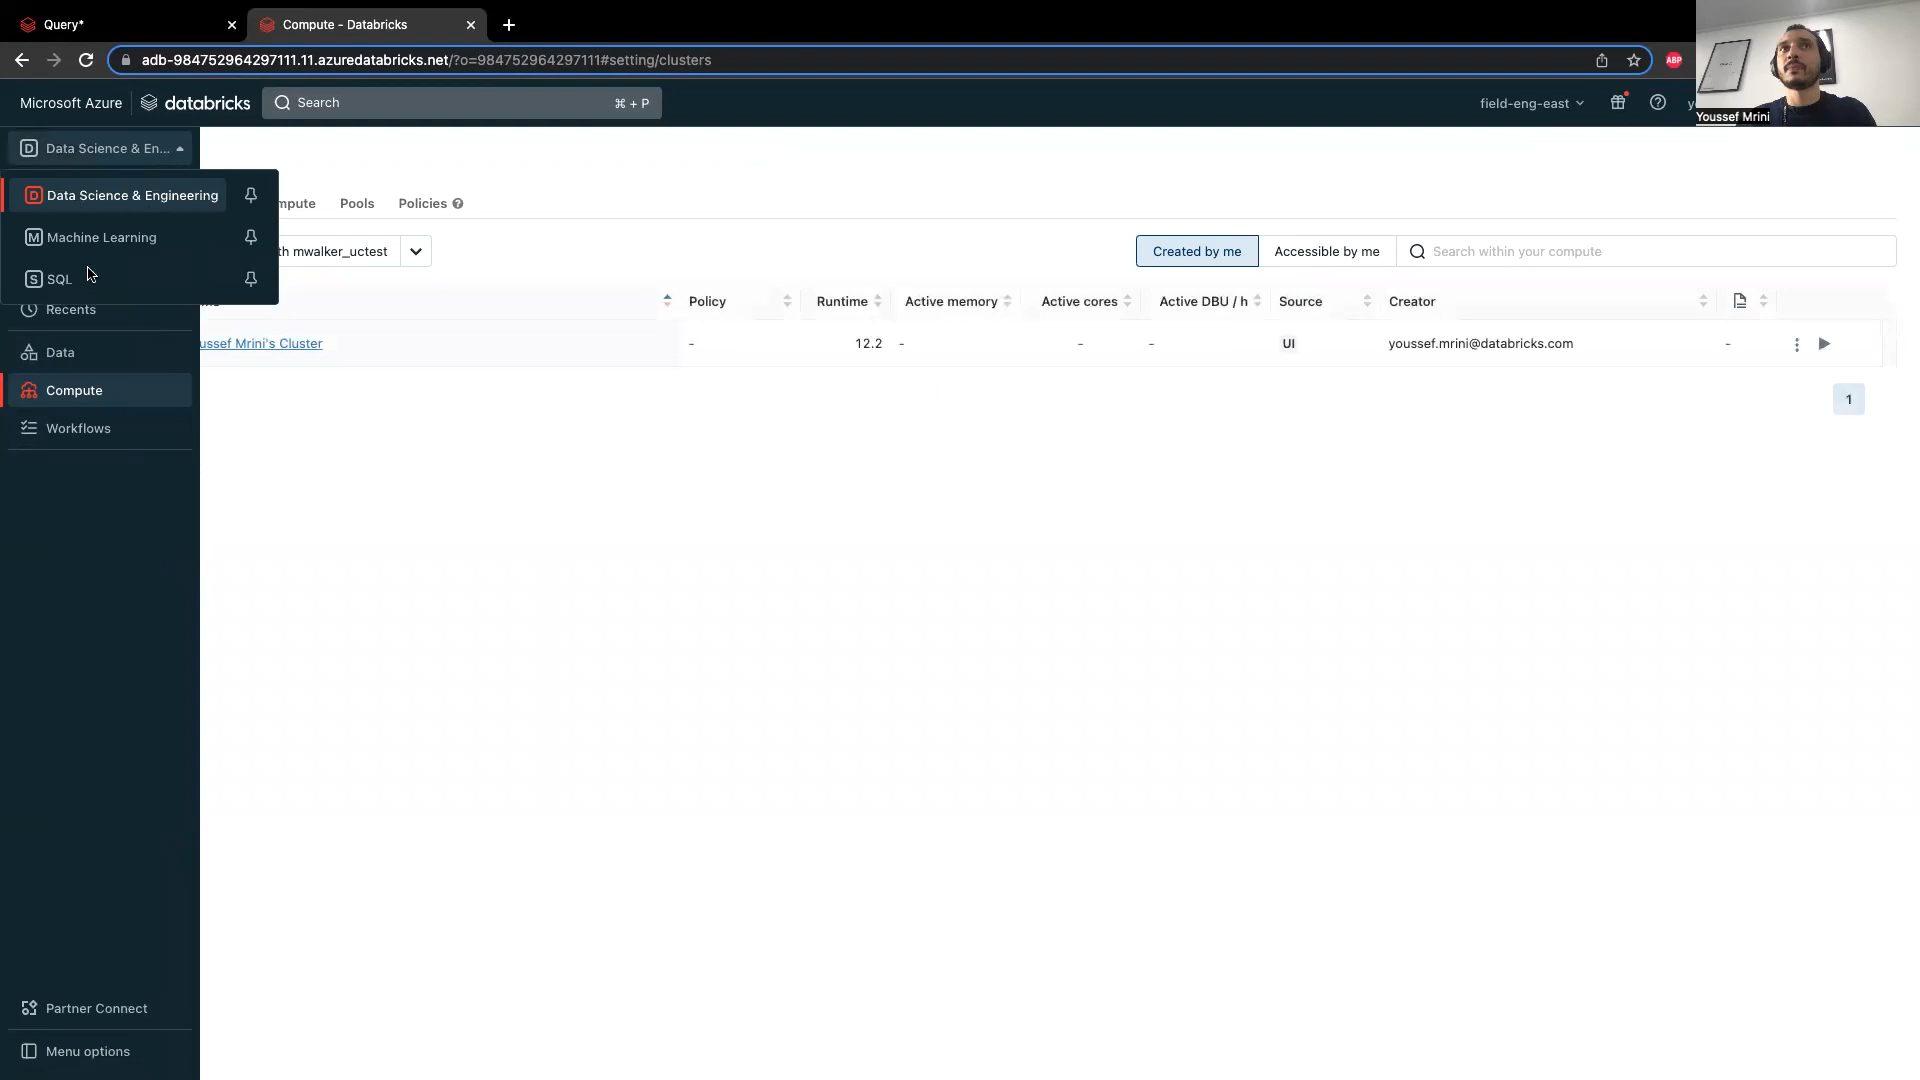 Query*
Compute - Databricks
adb-984752964297111.11.azuredatabricks.net/?o=984752964297111#setting/clusters
ABP
Microsoft Azure
databricks
Search
⌘ + P
field-eng-east
Youssef Mrini
D Data Science & En...
D Data Science & Engineering
M Machine Learning
S SQL
Recents
Data
Compute
Workflows
Partner Connect
Menu options
mpute
Pools
Policies
th mwalker_uctest
Created by me
Accessible by me
Search within your compute
Policy
Runtime
Active memory
Active cores
Active DBU / h
Source
Creator
ussef Mrini's Cluster
-
12.2
-
-
-
UI
youssef.mrini@databricks.com
-
1